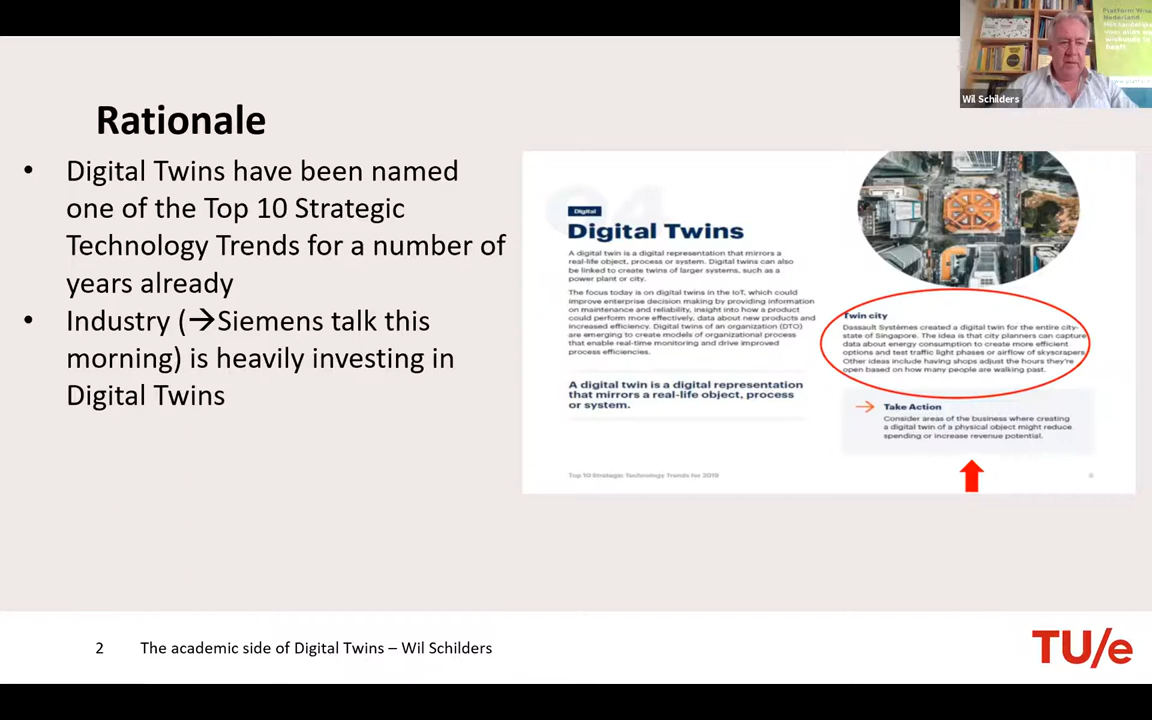 Rationale
• Digital Twins have been named
one of the Top 10 Strategic
Technology Trends for a number of
years already
• Industry (→Siemens talk this
morning) is heavily investing in
Digital Twins
04
Digital
Digital Twins
A digital twin is a digital representation that mirrors a
real-life object, process or system. Digital twins can also
be linked to create twins of larger systems, such as a
power plant or city.
The focus today is on digital twins in the IoT, which could
improve enterprise decision making by providing information
on maintenance and reliability, insight into how a product
could perform more effectively, data about new products and
increased efficiency. Digital twins of an organization (DTO)
are emerging to create models of organizational process
that enable real-time monitoring and drive improved
process efficiencies.
A digital twin is a digital representation
that mirrors a real-life object, process
or system.
Twin city
Dassault Systèmes created a digital twin for the entire city-
state of Singapore. The idea is that city planners can capture
data about energy consumption to create more efficient
options and test traffic light phases or airflow of skyscrapers.
Other ideas include having shops adjust the hours they're
open based on how many people are walking past.
Take Action
Consider areas of the business where creating
a digital twin of a physical object might reduce
spending or increase revenue potential.
Top 10 Strategic Technology Trends for 2019
Wil Schilders
Platform Wis
Nederland
2 The academic side of Digital Twins – Wil Schilders
TU/e